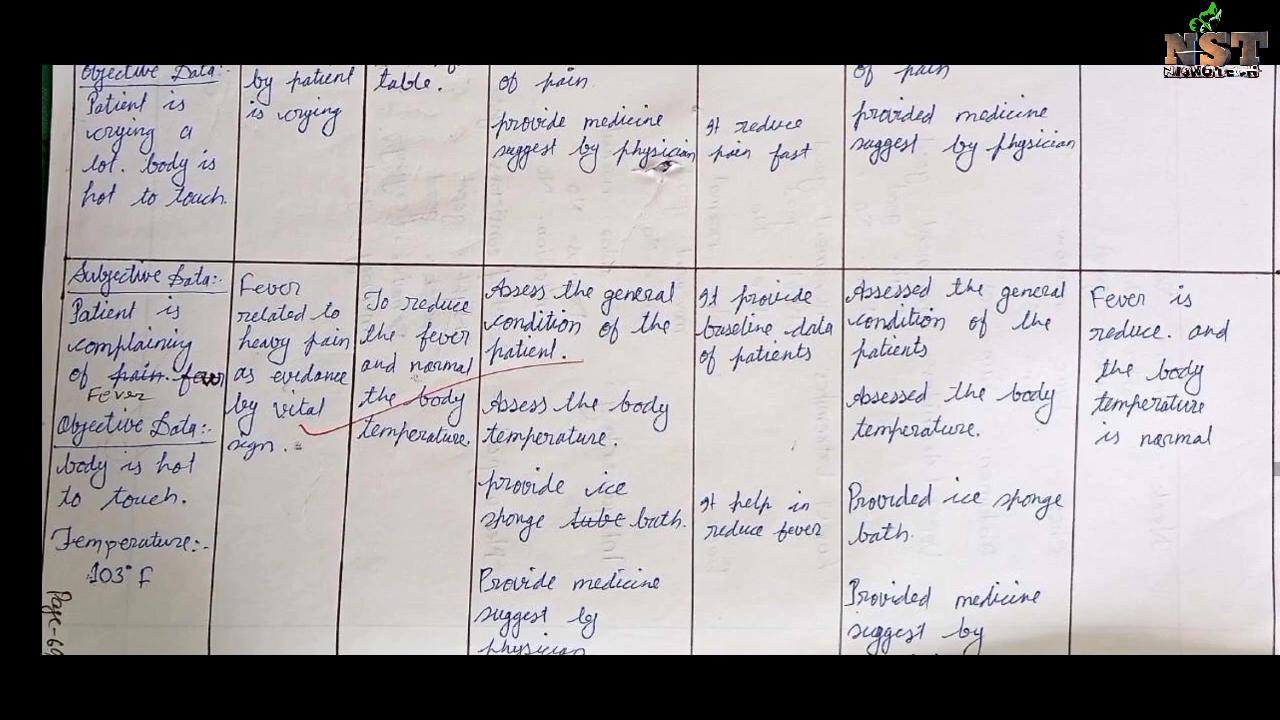 NST
Objective Data:-
Patient is
crying a
lot. body is
hot to touch.
by patient
is crying
table.
of pain
provide medicine
suggest by physician
It reduce
pain fast
of pain
provided medicine
suggest by physician
Subjective Data:-
Patient is
complaining
of pain. fever
Fever
Objective Data:-
body is hot
to touch.
Temperature:-
103° F
Fever
related to
heavy pain
as evidance
by vital
sign.
To reduce
the fever
and normal
the body
temperature.
Assess the general
condition of the
patient.
Assess the body
temperature.
provide ice
sponge tube bath.
Provide medicine
suggest by
physician
It provide
baseline data
of patients
It help in
reduce fever
Assessed the general
condition of the
patients
Assessed the body
temperature.
Provided ice sponge
bath.
Provided medicine
suggest by
Fever is
reduce. and
the body
temperature
is normal